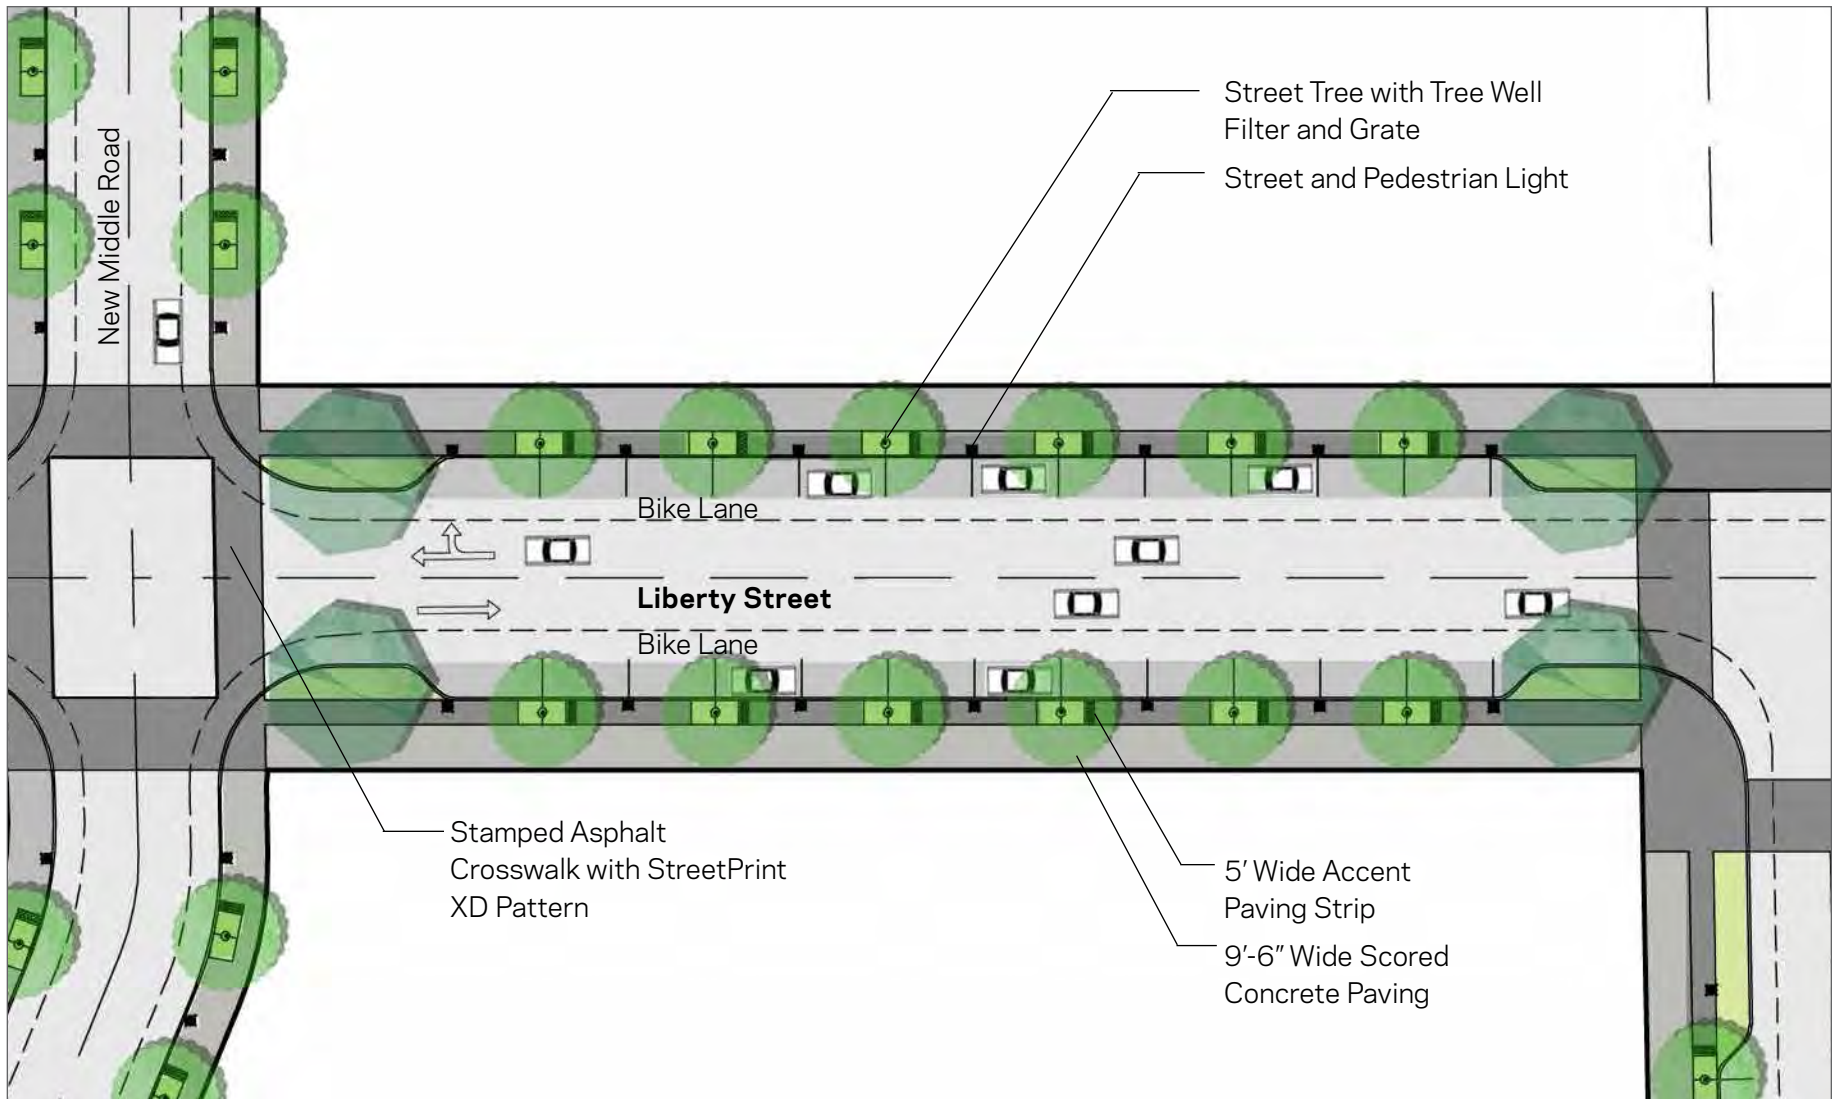 Street Tree with Tree Well
Filter and Grate
Street and Pedestrian Light
New Middle Road
Bike Lane
Liberty Street
Bike Lane
Stamped Asphalt
Crosswalk with StreetPrint
XD Pattern
5' Wide Accent
Paving Strip
9'-6" Wide Scored
Concrete Paving